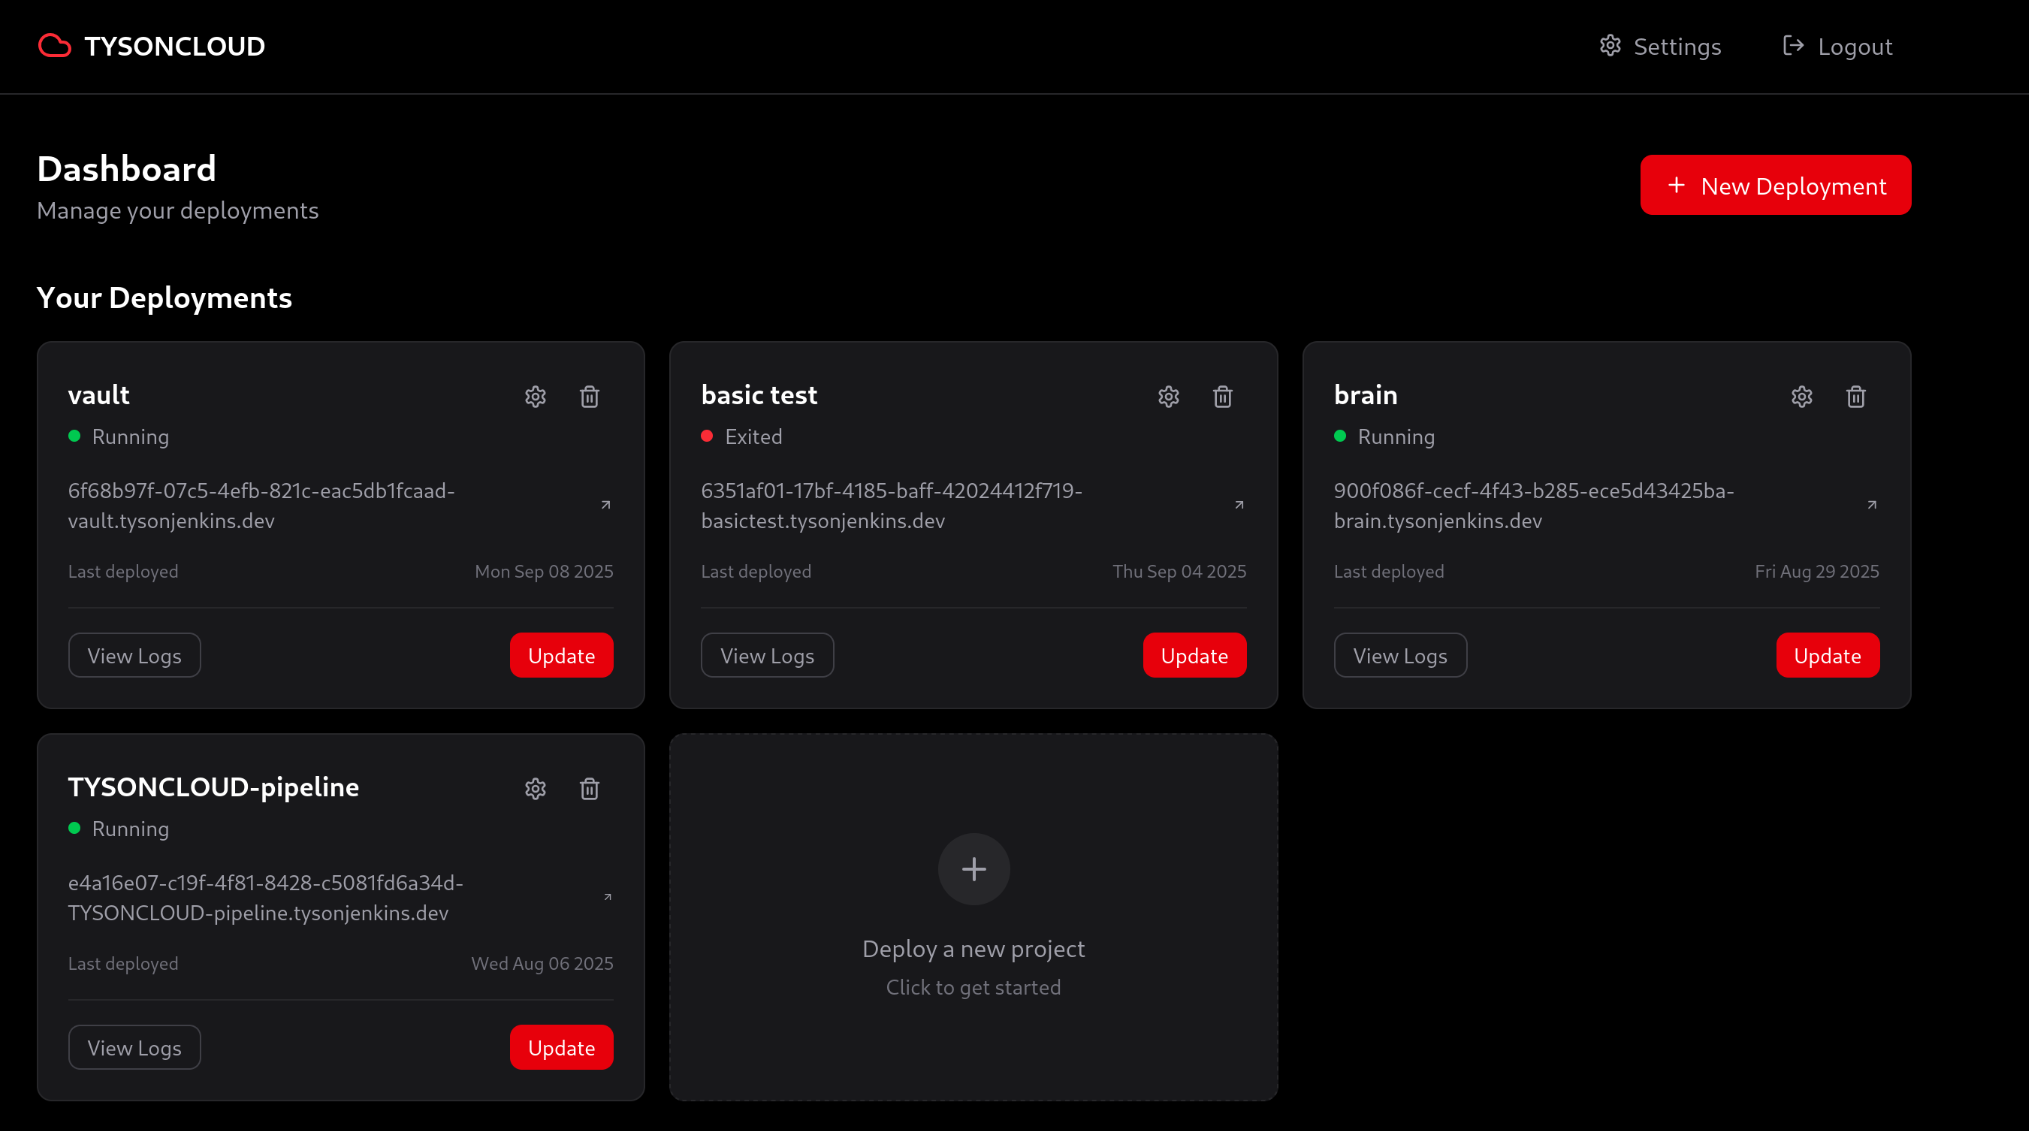 TYSONCLOUD
Settings
Logout
Dashboard
Manage your deployments
New Deployment
Your Deployments
vault
Running
6f68b97f-07c5-4efb-821c-eac5db1fcaad-
vault.tysonjenkins.dev
Last deployed
Mon Sep 08 2025
View Logs
Update
basic test
Exited
6351af01-17bf-4185-baff-42024412f719-
basictest.tysonjenkins.dev
Last deployed
Thu Sep 04 2025
View Logs
Update
brain
Running
900f086f-cecf-4f43-b285-ece5d43425ba-
brain.tysonjenkins.dev
Last deployed
Fri Aug 29 2025
View Logs
Update
TYSONCLOUD-pipeline
Running
e4a16e07-c19f-4f81-8428-c5081fd6a34d-
TYSONCLOUD-pipeline.tysonjenkins.dev
Last deployed
Wed Aug 06 2025
View Logs
Update
Deploy a new project
Click to get started